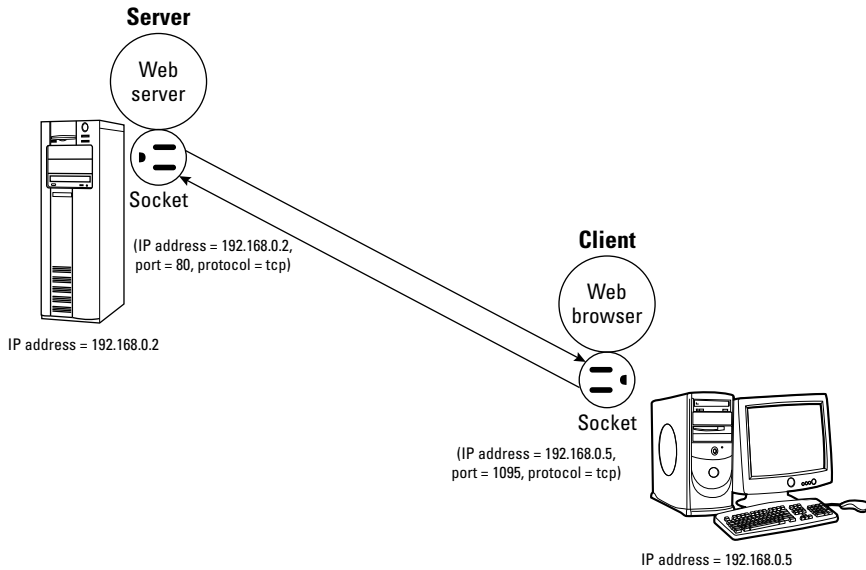 Server
Web
server
Socket
(IP address = 192.168.0.2,
port = 80, protocol = tcp)
IP address = 192.168.0.2
Client
Web
browser
Socket
(IP address = 192.168.0.5,
port = 1095, protocol = tcp)
IP address = 192.168.0.5